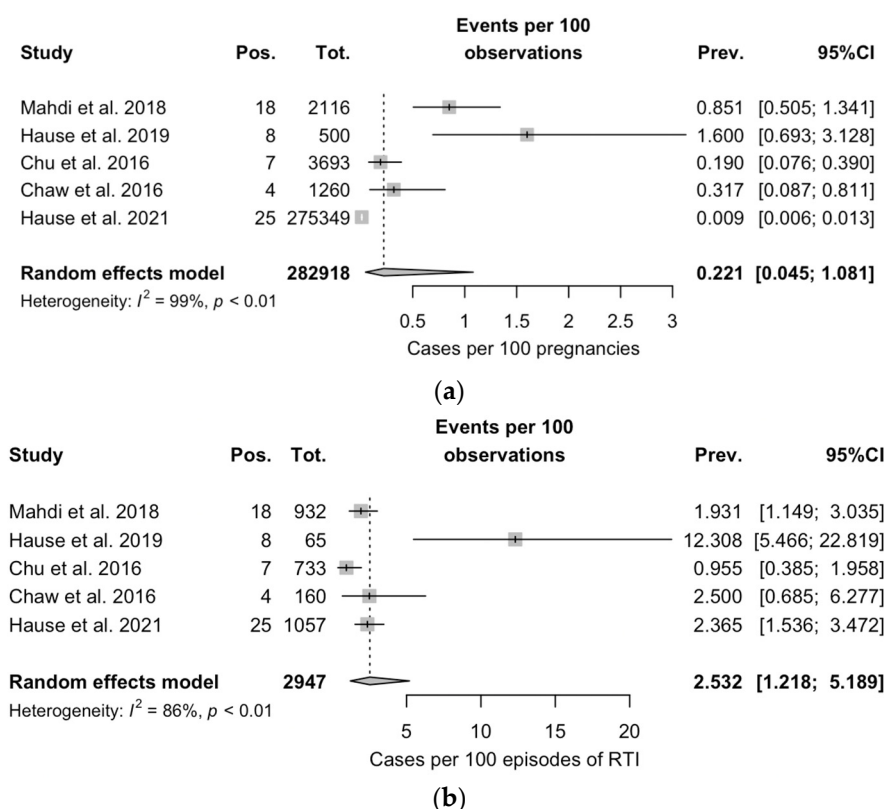 Events per 100
Study Pos. Tot. observations Prev. 95%CI
Mahdi et al. 2018 18 2116 0.851 [0.505; 1.341]
Hause et al. 2019 8 500 1.600 [0.693; 3.128]
Chu et al. 2016 7 3693 0.190 [0.076; 0.390]
Chaw et al. 2016 4 1260 0.317 [0.087; 0.811]
Hause et al. 2021 25 275349 0.009 [0.006; 0.013]
Random effects model 282918 0.221 [0.045; 1.081]
Heterogeneity: I² = 99%, p < 0.01
0.5 1 1.5 2 2.5 3
Cases per 100 pregnancies
(a)
Events per 100
Study Pos. Tot. observations Prev. 95%CI
Mahdi et al. 2018 18 932 1.931 [1.149; 3.035]
Hause et al. 2019 8 65 12.308 [5.466; 22.819]
Chu et al. 2016 7 733 0.955 [0.385; 1.958]
Chaw et al. 2016 4 160 2.500 [0.685; 6.277]
Hause et al. 2021 25 1057 2.365 [1.536; 3.472]
Random effects model 2947 2.532 [1.218; 5.189]
Heterogeneity: I² = 86%, p < 0.01
5 10 15 20
Cases per 100 episodes of RTI
(b)